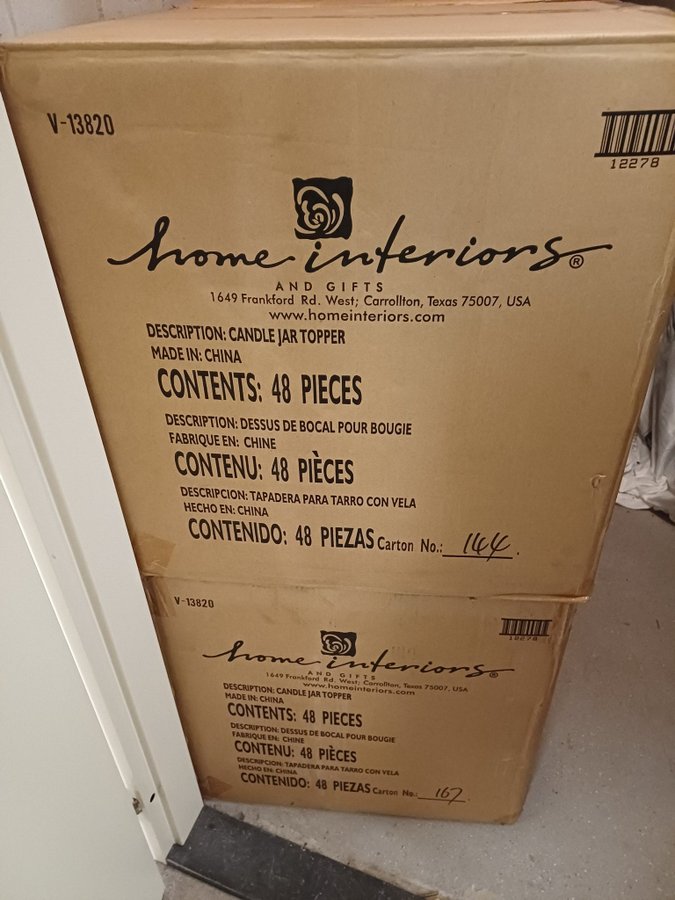 V-13820
12278
home interiors®
AND GIFTS
1649 Frankford Rd. West; Carrollton, Texas 75007, USA
www.homeinteriors.com
DESCRIPTION: CANDLE JAR TOPPER
MADE IN: CHINA
CONTENTS: 48 PIECES
DESCRIPTION: DESSUS DE BOCAL POUR BOUGIE
FABRIQUE EN: CHINE
CONTENU: 48 PIÈCES
DESCRIPCION: TAPADERA PARA TARRO CON VELA
HECHO EN: CHINA
CONTENIDO: 48 PIEZAS Carton No.: 144.
V-13820
12278
home interiors®
AND GIFTS
1649 Frankford Rd. West; Carrollton, Texas 75007, USA
www.homeinteriors.com
DESCRIPTION: CANDLE JAR TOPPER
MADE IN: CHINA
CONTENTS: 48 PIECES
DESCRIPTION: DESSUS DE BOCAL POUR BOUGIE
FABRIQUE EN: CHINE
CONTENU: 48 PIÈCES
DESCRIPCION: TAPADERA PARA TARRO CON VELA
HECHO EN: CHINA
CONTENIDO: 48 PIEZAS Carton No.: 167.